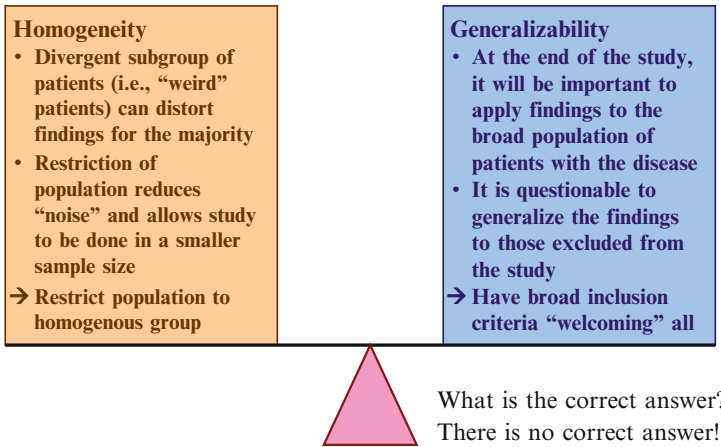 Homogeneity
• Divergent subgroup of
patients (i.e., “weird”
patients) can distort
findings for the majority
• Restriction of
population reduces
“noise” and allows study
to be done in a smaller
sample size
→ Restrict population to
homogenous group
Generalizability
• At the end of the study,
it will be important to
apply findings to the
broad population of
patients with the disease
• It is questionable to
generalize the findings
to those excluded from
the study
→ Have broad inclusion
criteria “welcoming” all
What is the correct answer?
There is no correct answer!